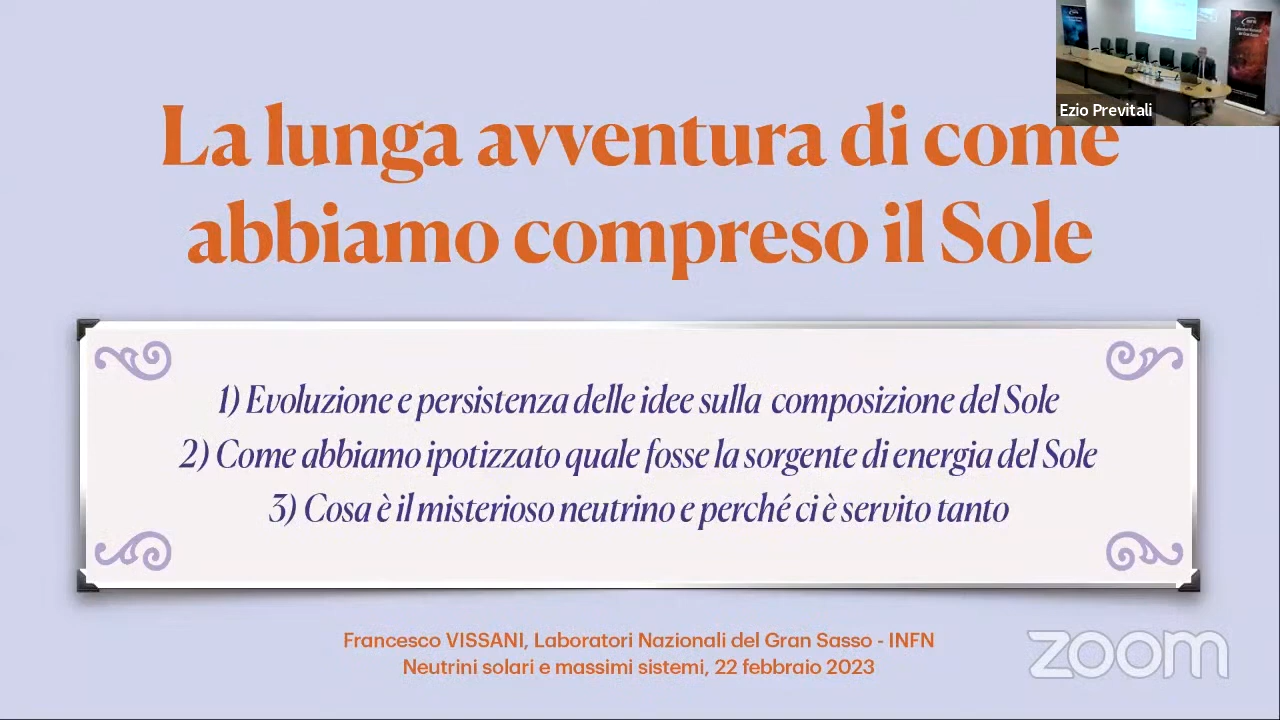 Ezio Previtali
La lunga avventura di come
abbiamo compreso il Sole
1) Evoluzione e persistenza delle idee sulla composizione del Sole
2) Come abbiamo ipotizzato quale fosse la sorgente di energia del Sole
3) Cosa è il misterioso neutrino e perché ci è servito tanto
Francesco VISSANI, Laboratori Nazionali del Gran Sasso - INFN
Neutrini solari e massimi sistemi, 22 febbraio 2023
zoom